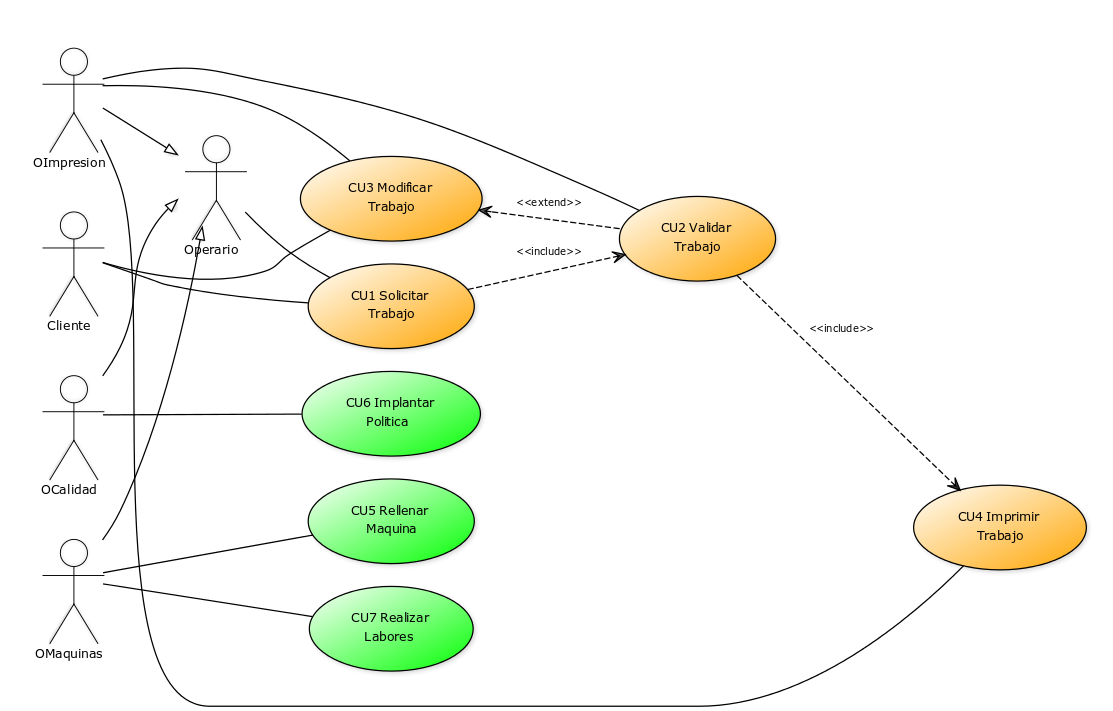 OImpresion
Operario
Cliente
OCalidad
OMaquinas
CU3 Modificar
Trabajo
CU1 Solicitar
Trabajo
CU6 Implantar
Politica
CU5 Rellenar
Maquina
CU7 Realizar
Labores
<<extend>>
<<include>>
CU2 Validar
Trabajo
<<include>>
CU4 Imprimir
Trabajo